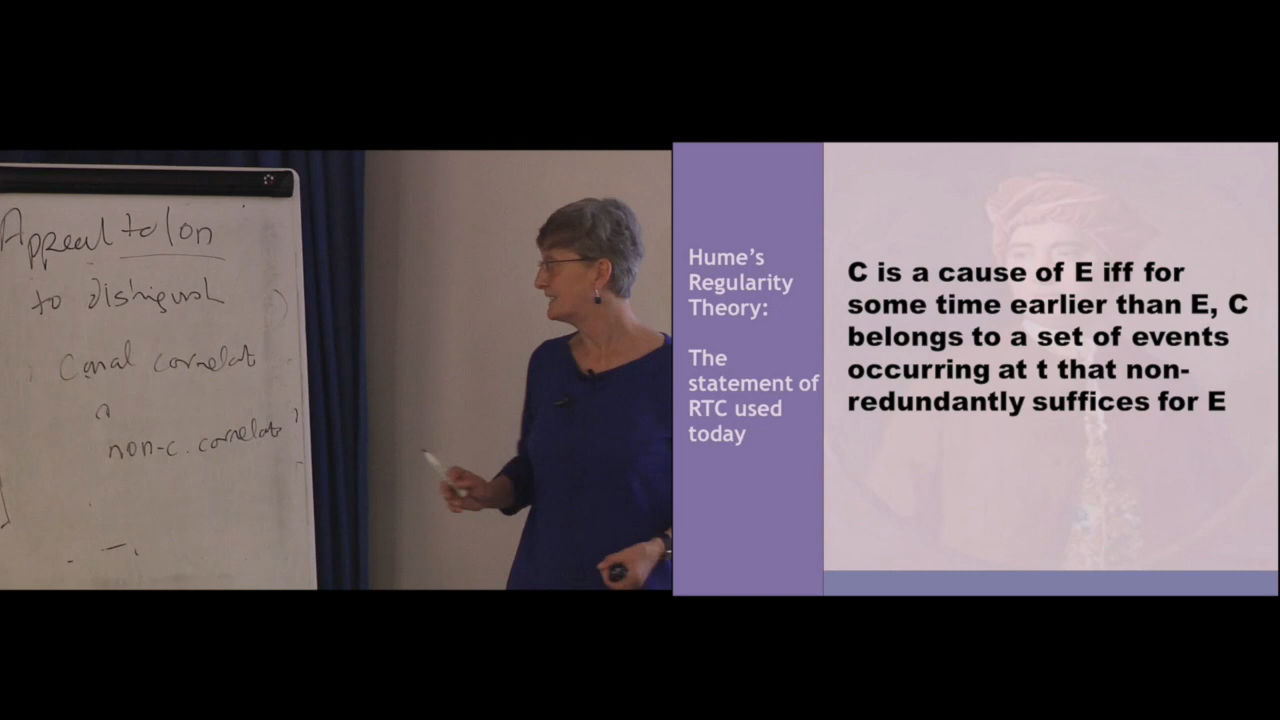 Appeal to lon
to distinguish
Causal correlat
non-c. correlate
Hume's
Regularity
Theory:
The
statement of
RTC used
today
C is a cause of E iff for
some time earlier than E, C
belongs to a set of events
occurring at t that non-
redundantly suffices for E